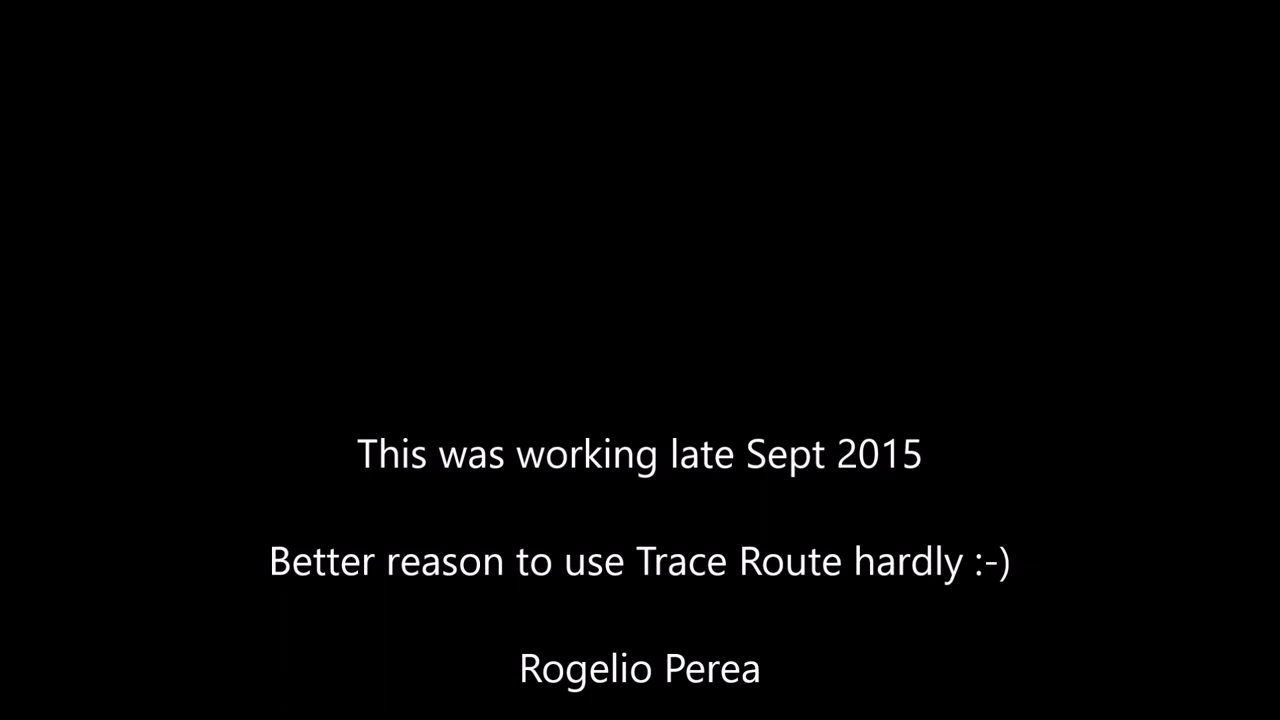 This was working late Sept 2015
Better reason to use Trace Route hardly :-)
Rogelio Perea